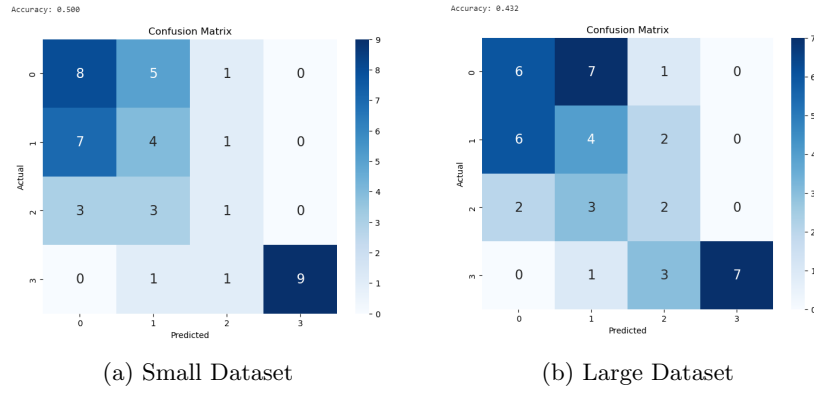 Accuracy: 0.500
Confusion Matrix
0
8 5 1 0
1
7 4 1 0
2
3 3 1 0
3
0 1 1 9
0 1 2 3
Actual
Predicted
9
8
7
6
5
4
3
2
1
0
(a) Small Dataset
Accuracy: 0.432
Confusion Matrix
0
6 7 1 0
1
6 4 2 0
2
2 3 2 0
3
0 1 3 7
0 1 2 3
Actual
Predicted
7
6
5
4
3
2
1
0
(b) Large Dataset